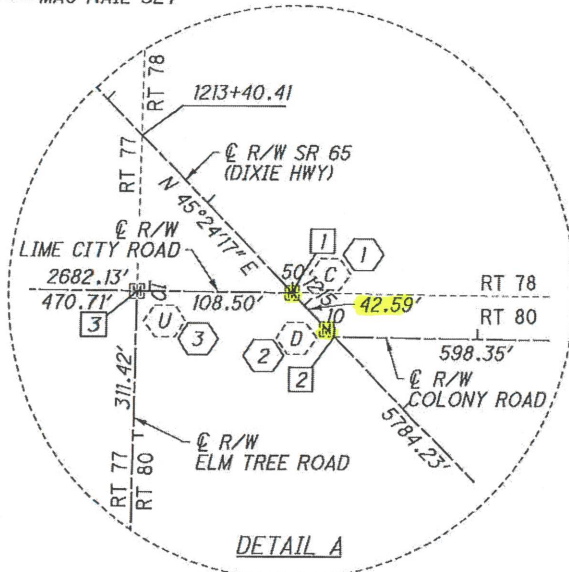 MAG NAIL SET
RT 78
RT 77
1213+40.41
℄ R/W SR 65
(DIXIE HWY)
N 45°24'17" E
℄ R/W
LIME CITY ROAD
1
1
50
C
1215
2682.13'
470.71'
108.50'
42.59'
RT 78
RT 80
3
U
3
10
M
D
2
2
598.35'
℄ R/W
COLONY ROAD
311.42'
5784.23'
℄ R/W
ELM TREE ROAD
RT 77
RT 80
DETAIL A